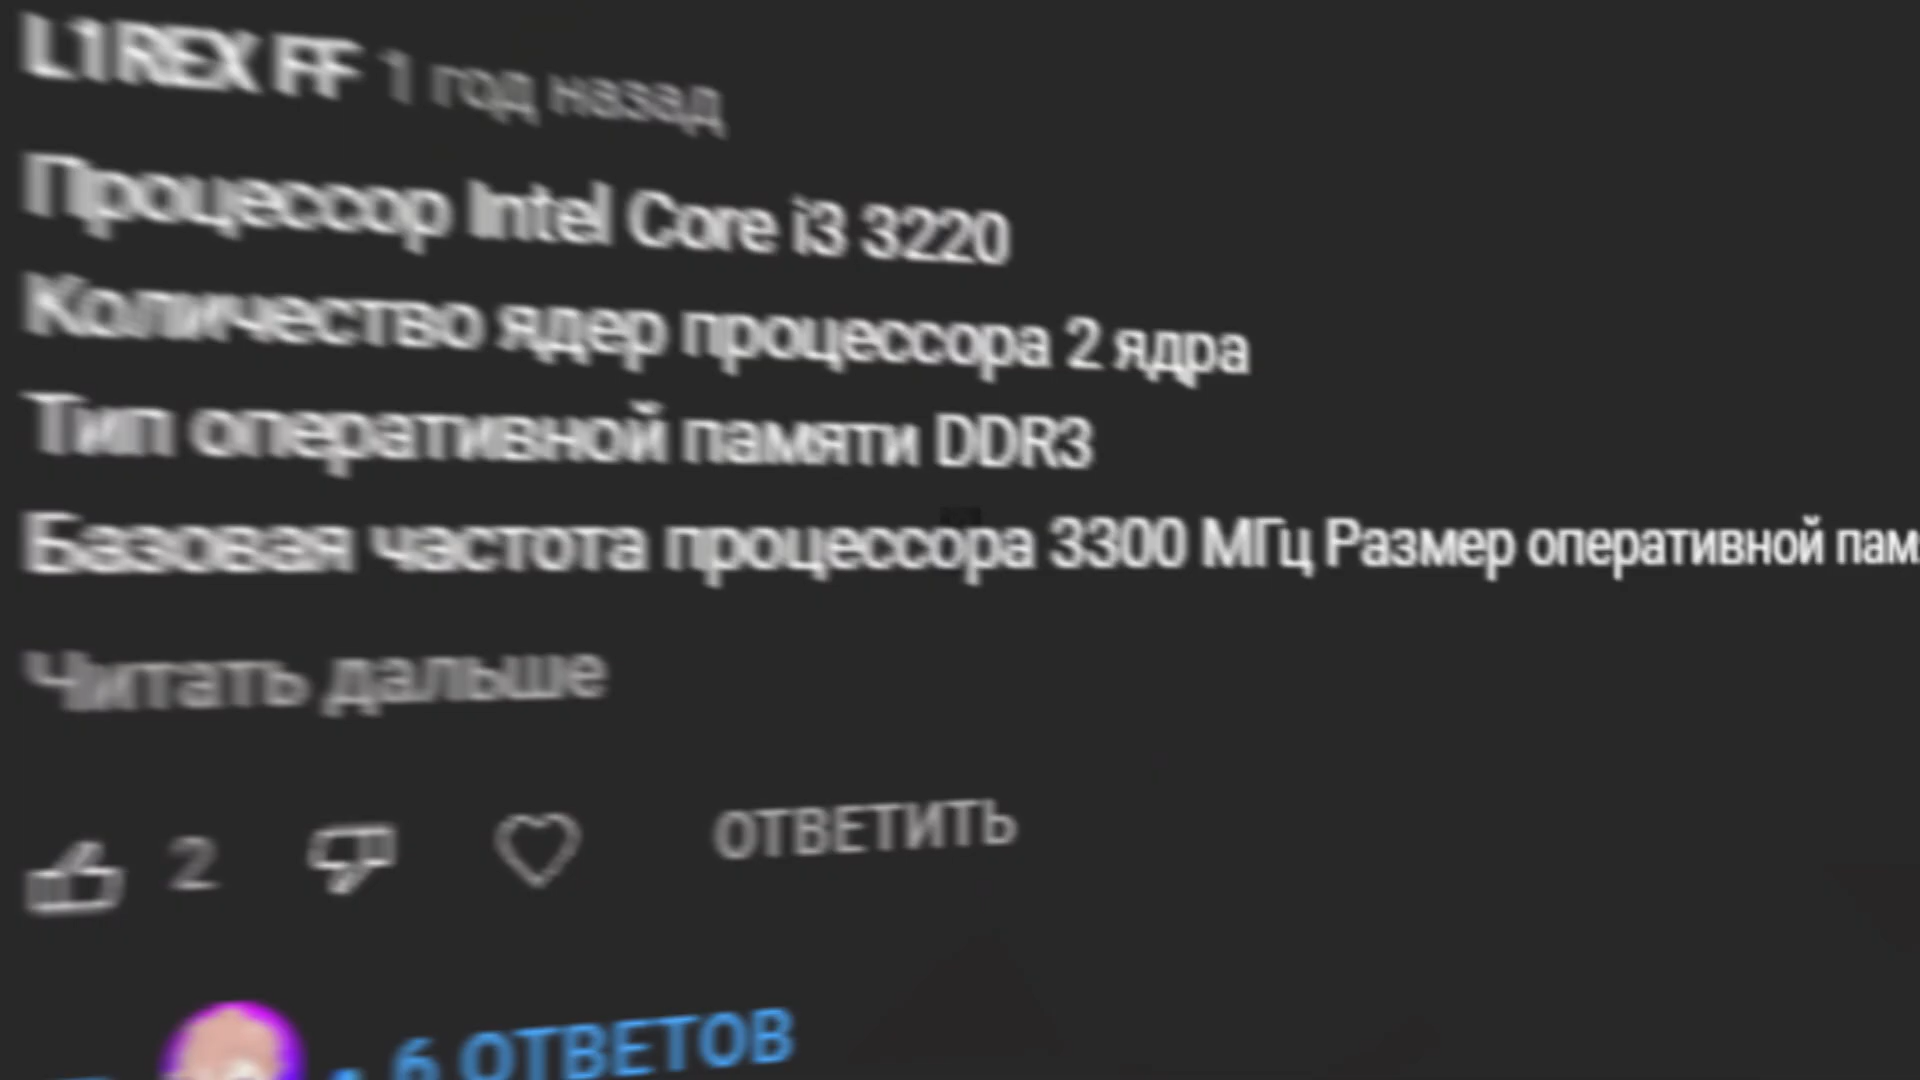 L1REX FF 1 год назад
Процессор Intel Core i3 3220
Количество ядер процессора 2 ядра
Тип оперативной памяти DDR3
Базовая частота процессора 3300 МГц Размер оперативной пам
Читать дальше
2 ОТВЕТИТЬ
6 ОТВЕТОВ